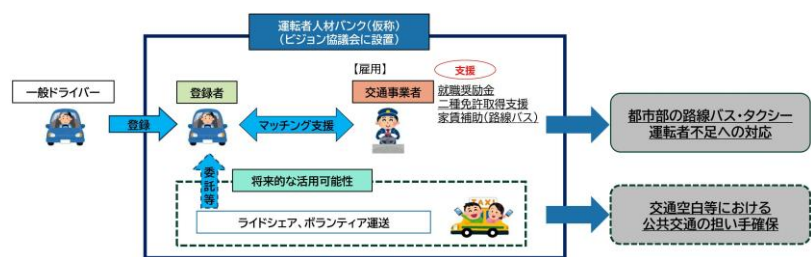 運転者人材バンク(仮称)
(ビジョン協議会に設置)
【雇用】
支援
一般ドライバー
登録者
交通事業者
就職奨励金
二種免許取得支援
家賃補助(路線バス)
登録
マッチング支援
都市部の路線バス・タクシー
運転者不足への対応
委託等
将来的な活用可能性
ライドシェア、ボランティア運送
TAXI
交通空白等における
公共交通の担い手確保